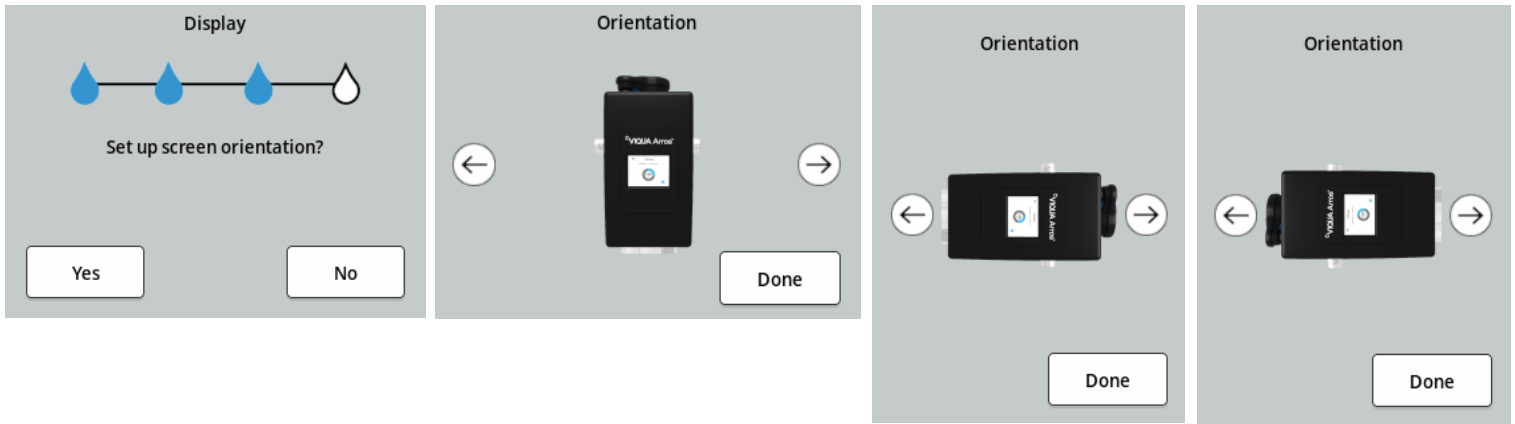 Display
Set up screen orientation?
Yes
No
Orientation
VIQUA Arros
Done
Orientation
VIQUA Arros
Done
Orientation
VIQUA Arros
Done